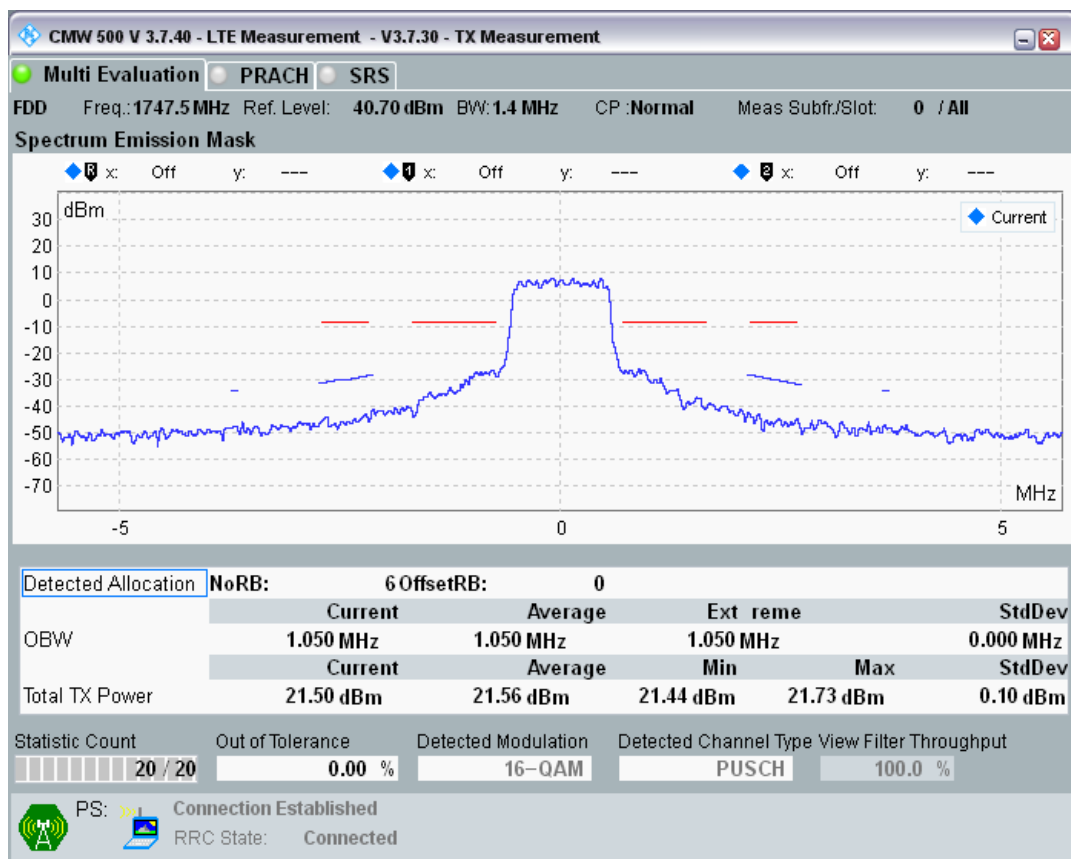 CMW 500 V 3.7.40 - LTE Measurement - V3.7.30 - TX Measurement
Multi Evaluation PRACH SRS
FDD Freq.: 1747.5 MHz Ref. Level: 40.70 dBm BW: 1.4 MHz CP :Normal Meas Subfr./Slot: 0 / All
Spectrum Emission Mask
R x: Off y: --- 1 x: Off y: --- 2 x: Off y: ---
dBm
Current
30
20
10
0
-10
-20
-30
-40
-50
-60
-70
MHz
-5 0 5
Detected Allocation NoRB: 6 OffsetRB: 0
Current Average Ext reme StdDev
OBW 1.050 MHz 1.050 MHz 1.050 MHz 0.000 MHz
Current Average Min Max StdDev
Total TX Power 21.50 dBm 21.56 dBm 21.44 dBm 21.73 dBm 0.10 dBm
Statistic Count Out of Tolerance Detected Modulation Detected Channel Type View Filter Throughput
20 / 20 0.00 % 16-QAM PUSCH 100.0 %
PS: Connection Established
RRC State: Connected